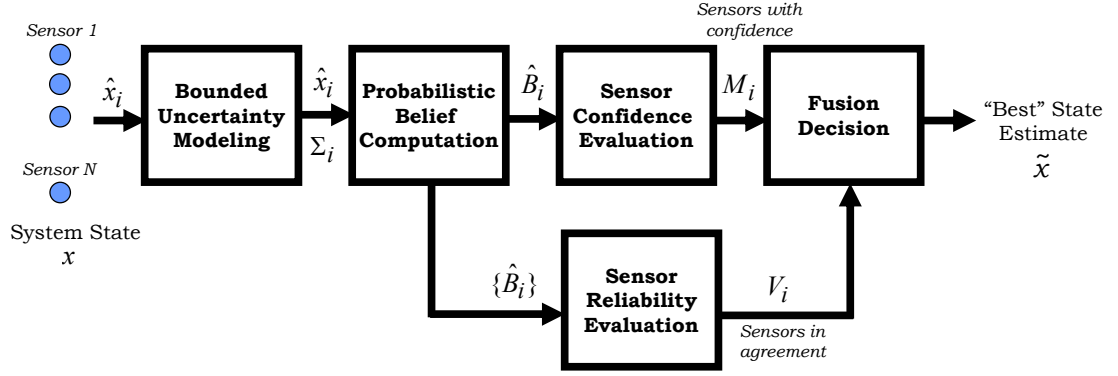 Sensor 1
x̂ᵢ
Bounded
Uncertainty
Modeling
x̂ᵢ
Σᵢ
Probabilistic
Belief
Computation
B̂ᵢ
Sensor
Confidence
Evaluation
Sensors with
confidence
Mᵢ
Fusion
Decision
“Best” State
Estimate
x̃
Sensor N
System State
x
{B̂ᵢ}
Sensor
Reliability
Evaluation
Vᵢ
Sensors in
agreement